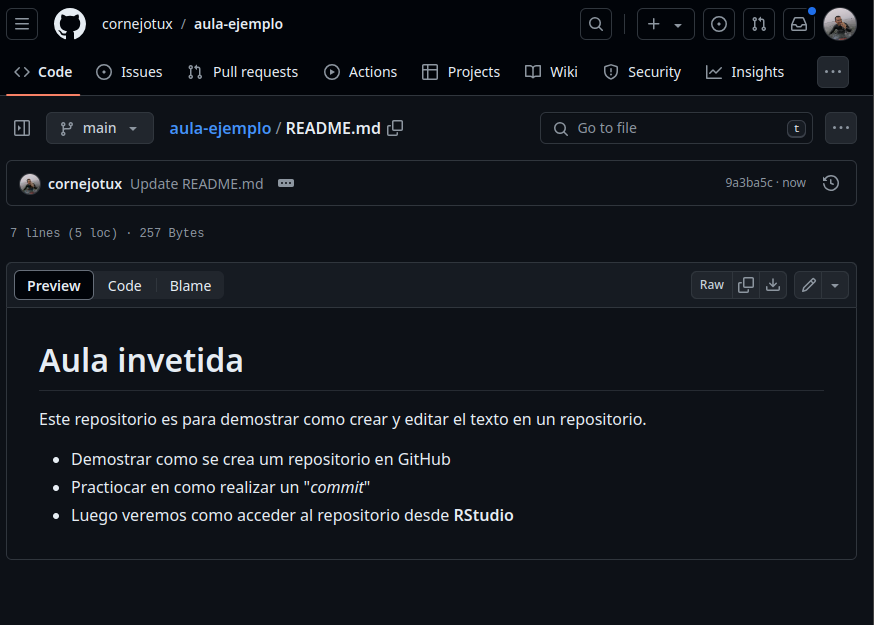 cornejotux / aula-ejemplo
Code Issues Pull requests Actions Projects Wiki Security Insights
main aula-ejemplo / README.md Go to file t
cornejotux Update README.md 9a3ba5c · now
7 lines (5 loc) · 257 Bytes
Preview Code Blame Raw
Aula invetida
Este repositorio es para demostrar como crear y editar el texto en un repositorio.
• Demostrar como se crea um repositorio en GitHub
• Practiocar en como realizar un "commit"
• Luego veremos como acceder al repositorio desde RStudio